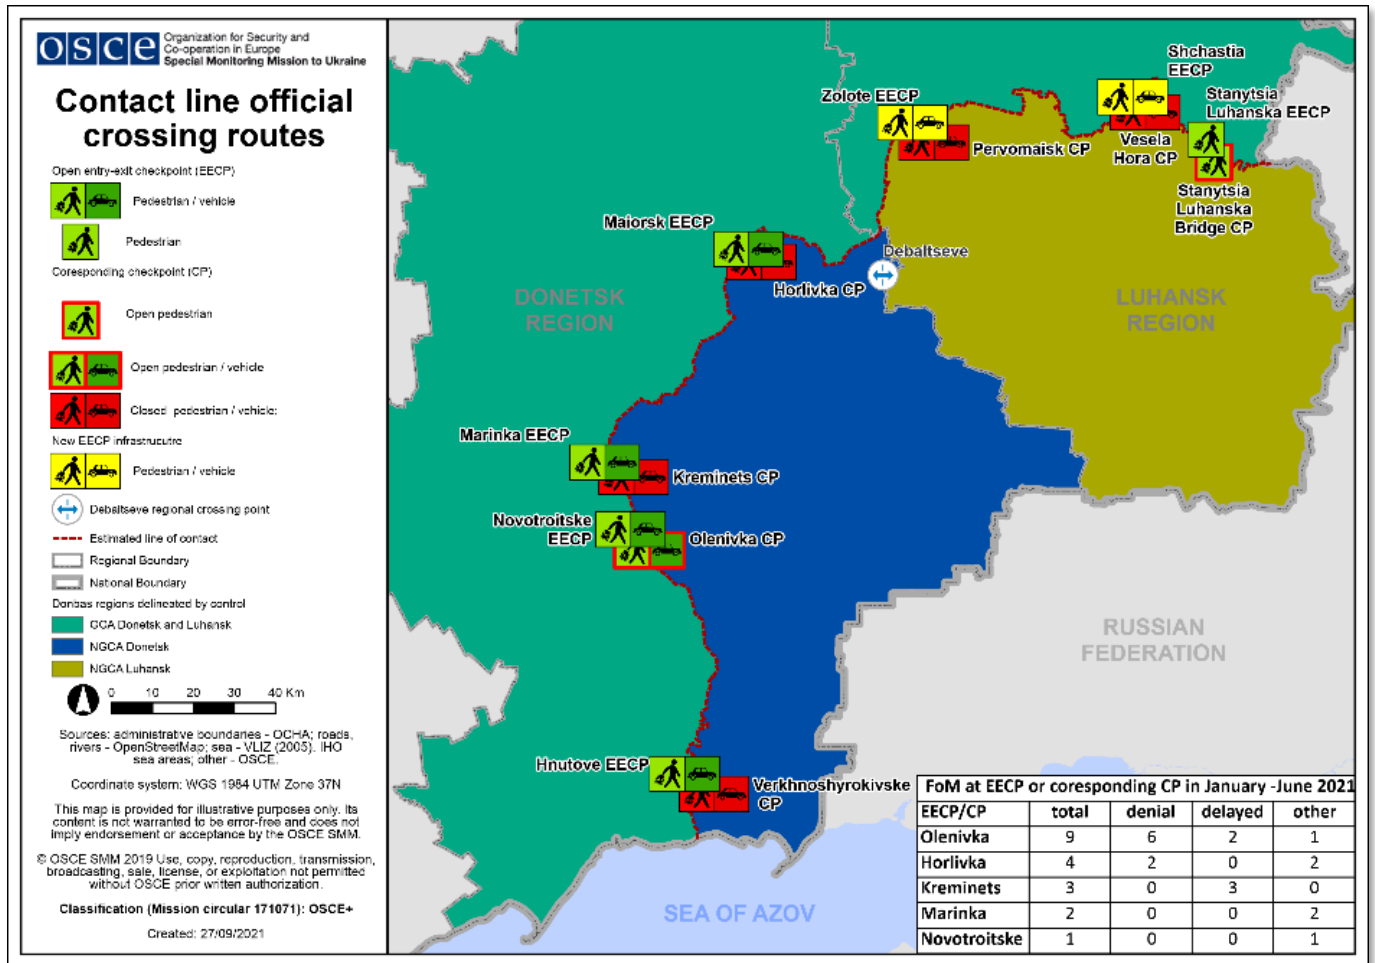 OSCE
Organization for Security and
Co-operation in Europe
Special Monitoring Mission to Ukraine
Contact line official
crossing routes
Open entry-exit checkpoint (EECP)
Pedestrian / vehicle
Pedestrian
Coresponding checkpoint (CP)
Open pedestrian
Open pedestrian / vehicle
Closed pedestrian / vehicle:
New EECP infrastrucutre
Pedestrian / vehicle
Debaltseve regional crossing point
Estimated line of contact
Regional Boundary
National Boundary
Donbas regions delineated by control
GCA Donetsk and Luhansk
NGCA Donetsk
NGCA Luhansk
0 10 20 30 40 Km
Sources: administrative boundaries - OCHA; roads,
rivers - OpenStreetMap; sea - VLIZ (2005). IHO
sea areas; other - OSCE.
Coordinate system: WGS 1984 UTM Zone 37N
This map is provided for illustrative purposes only. Its
content is not warranted to be error-free and does not
imply endorsement or acceptance by the OSCE SMM.
© OSCE SMM 2019 Use, copy, reproduction, transmission,
broadcasting, sale, license, or exploitation not permitted
without OSCE prior written authorization.
Classification (Mission circular 171071): OSCE+
Created: 27/09/2021
Shchastia
EECP
Stanytsia
Luhanska EECP
Zolote EECP
Pervomaisk CP
Vesela
Hora CP
Stanytsia
Luhanska
Bridge CP
Maiorsk EECP
Debaltseve
Horlivka CP
DONETSK
REGION
LUHANSK
REGION
Marinka EECP
Kreminets CP
Novotroitske
EECP
Olenivka CP
RUSSIAN
FEDERATION
Hnutove EECP
Verkhnoshyrokivske
CP
SEA OF AZOV
FoM at EECP or coresponding CP in January -June 2021
EECP/CP total denial delayed other
Olenivka 9 6 2 1
Horlivka 4 2 0 2
Kreminets 3 0 3 0
Marinka 2 0 0 2
Novotroitske 1 0 0 1